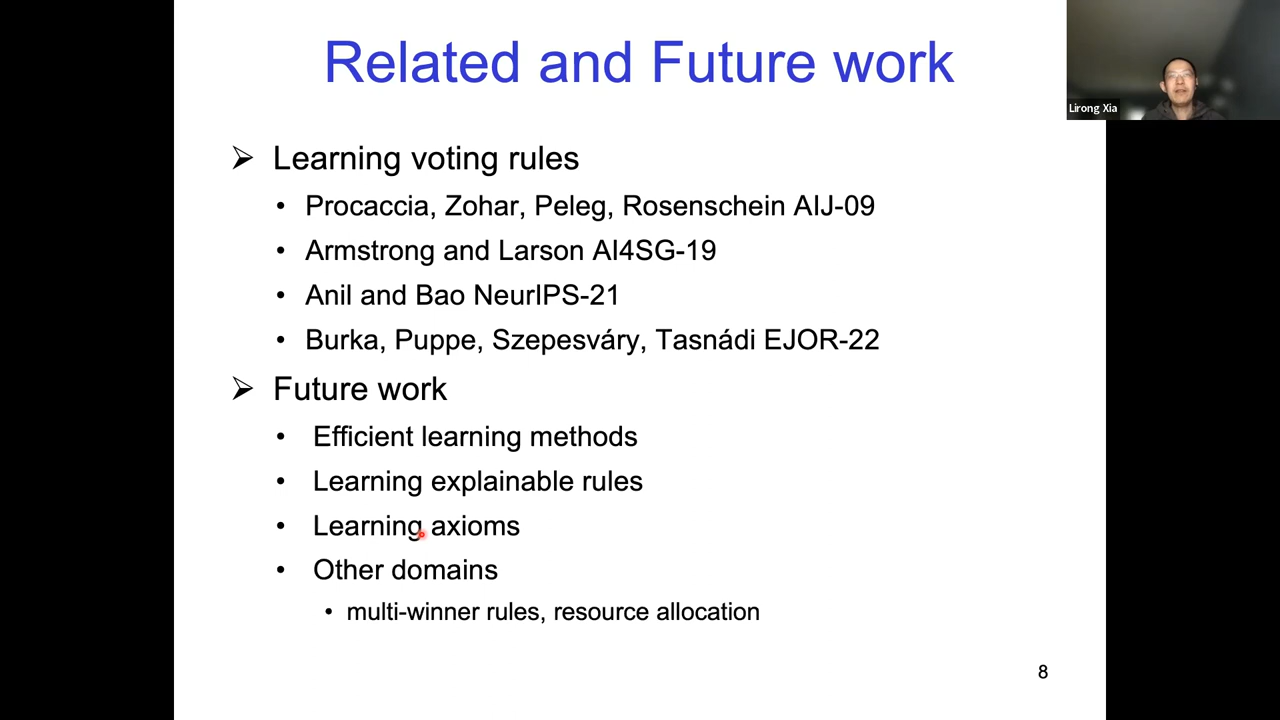 Related and Future work
Lirong Xia
➢ Learning voting rules
• Procaccia, Zohar, Peleg, Rosenschein AIJ-09
• Armstrong and Larson AI4SG-19
• Anil and Bao NeurIPS-21
• Burka, Puppe, Szepesváry, Tasnádi EJOR-22
➢ Future work
• Efficient learning methods
• Learning explainable rules
• Learning axioms
• Other domains
• multi-winner rules, resource allocation
8